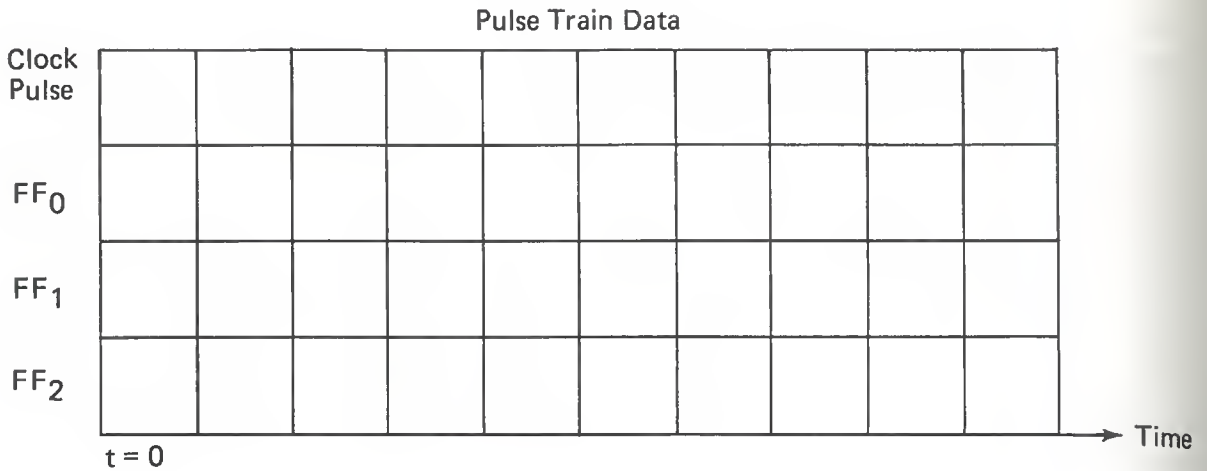 Pulse Train Data
Clock
Pulse
FF0
FF1
FF2
t = 0
Time